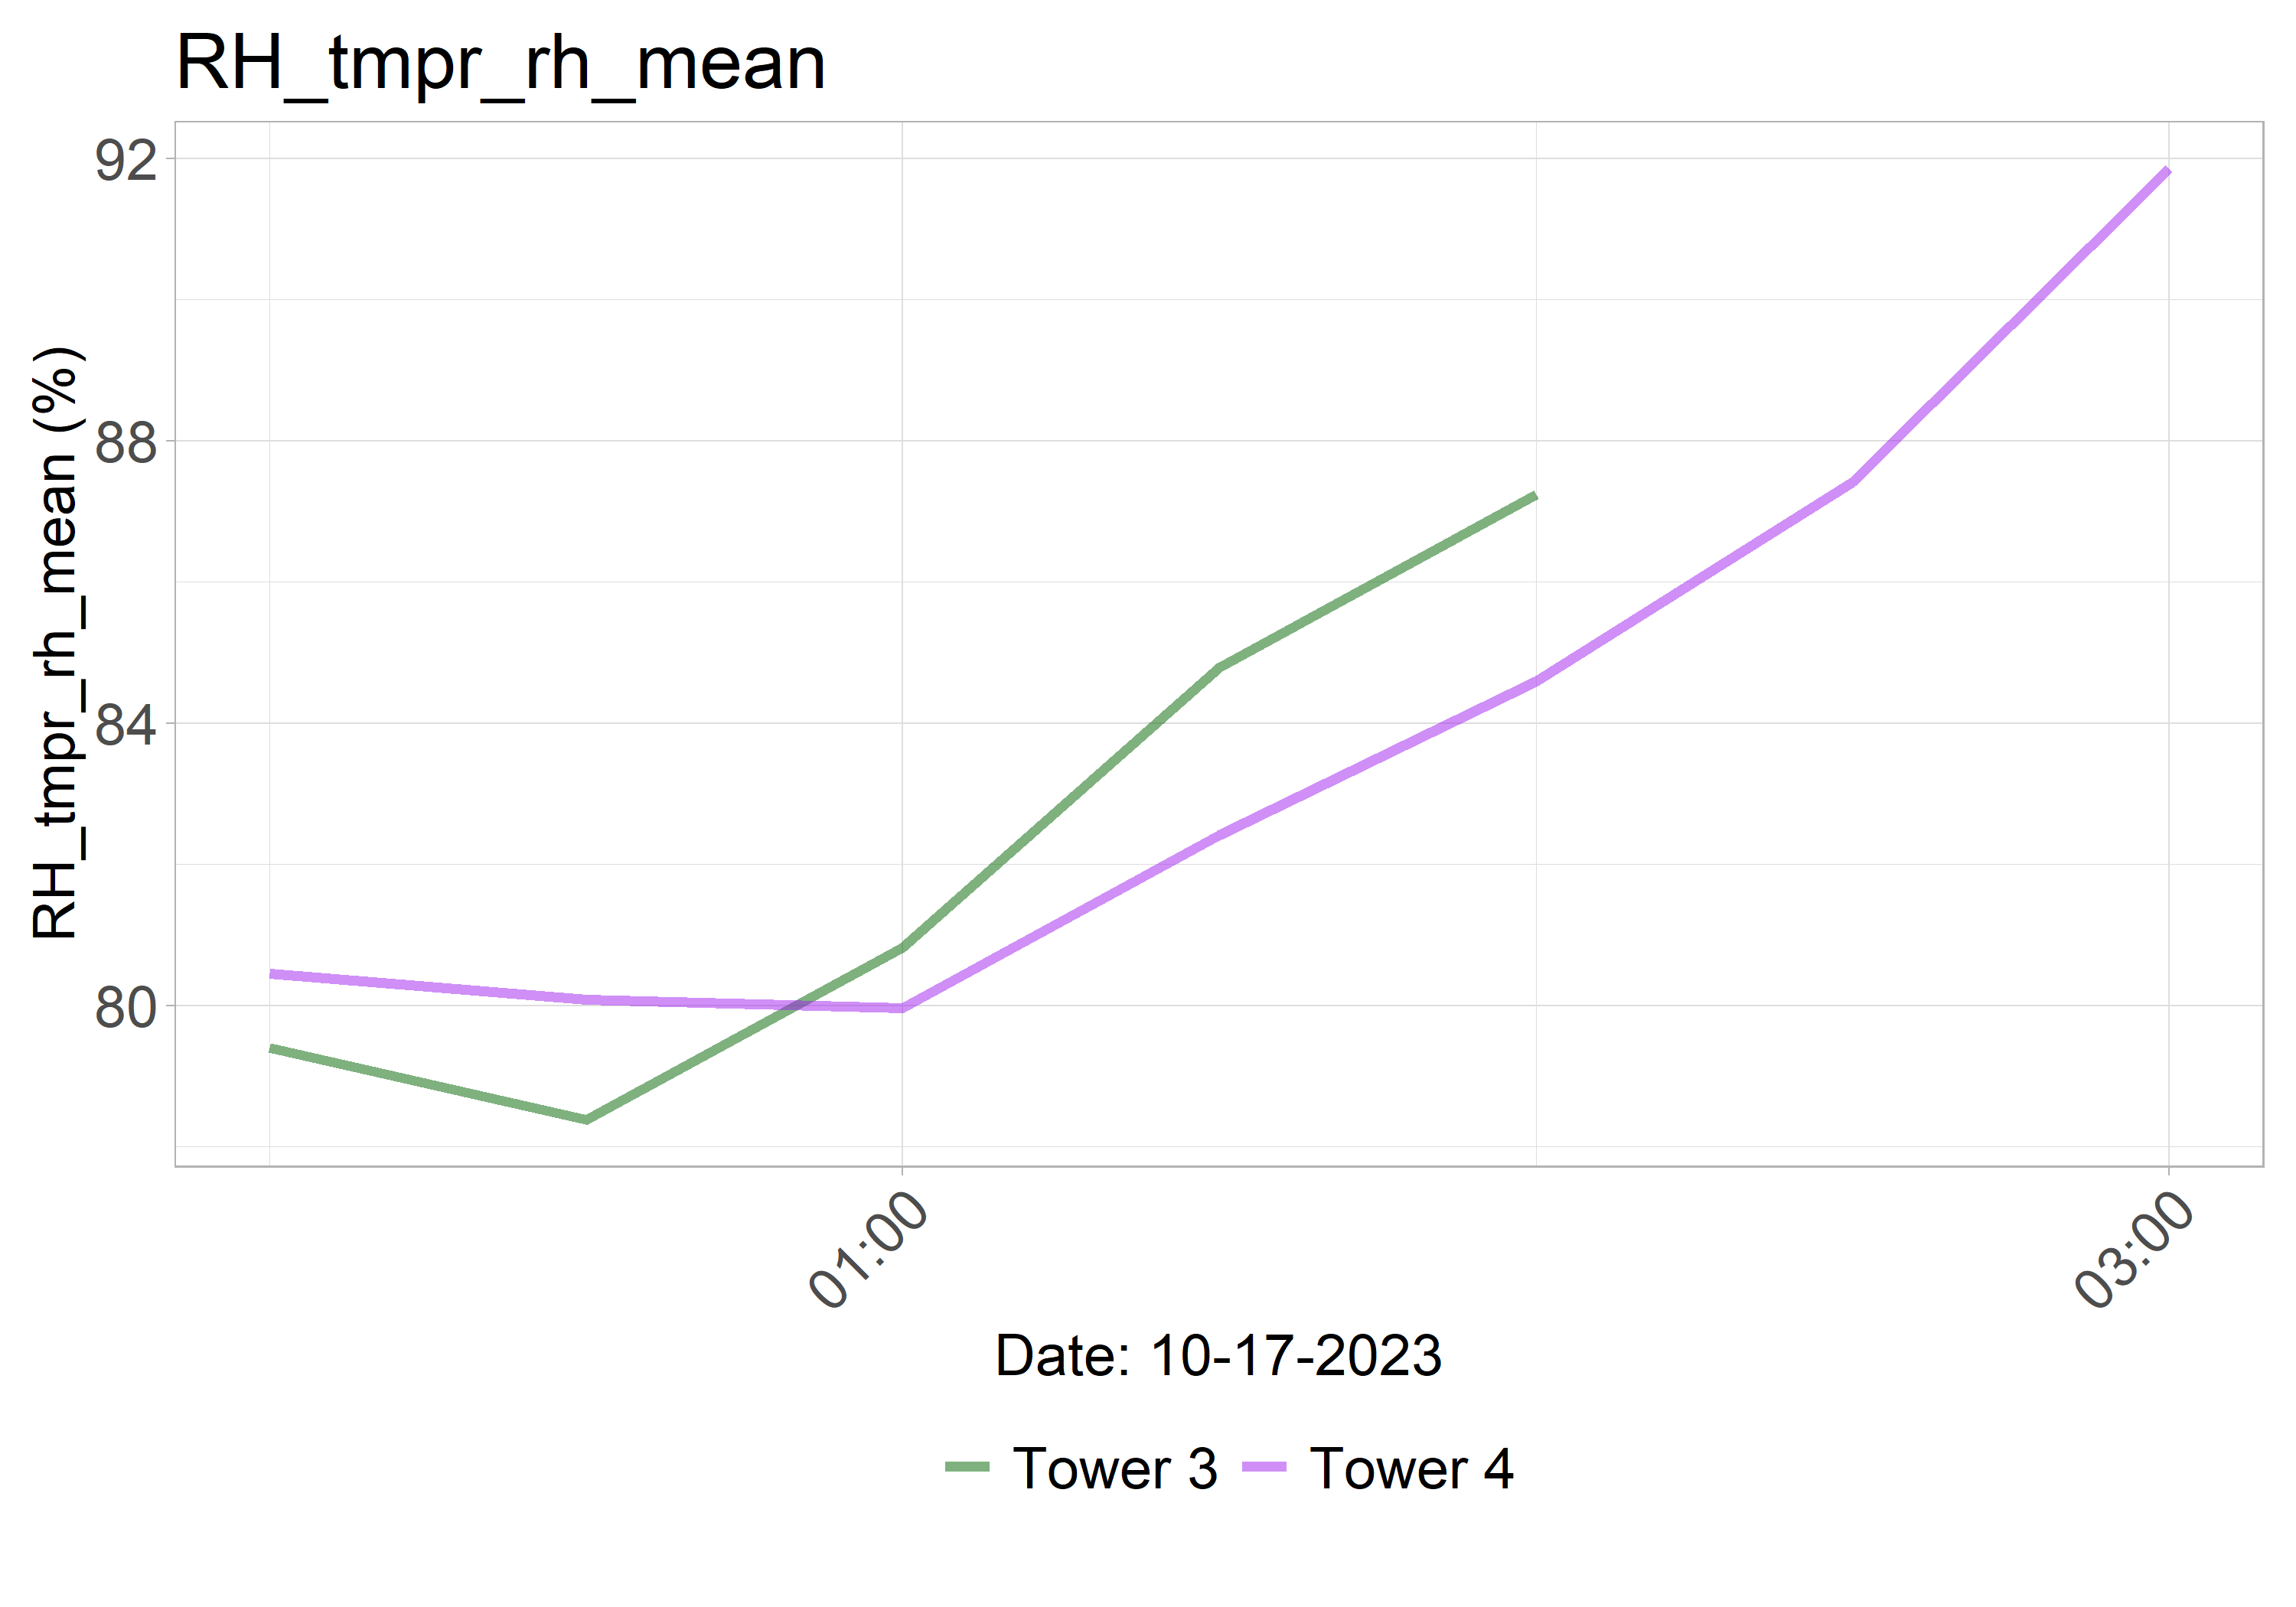 RH_tmpr_rh_mean
RH_tmpr_rh_mean (%)
92
88
84
80
01:00
03:00
Date: 10-17-2023
Tower 3
Tower 4